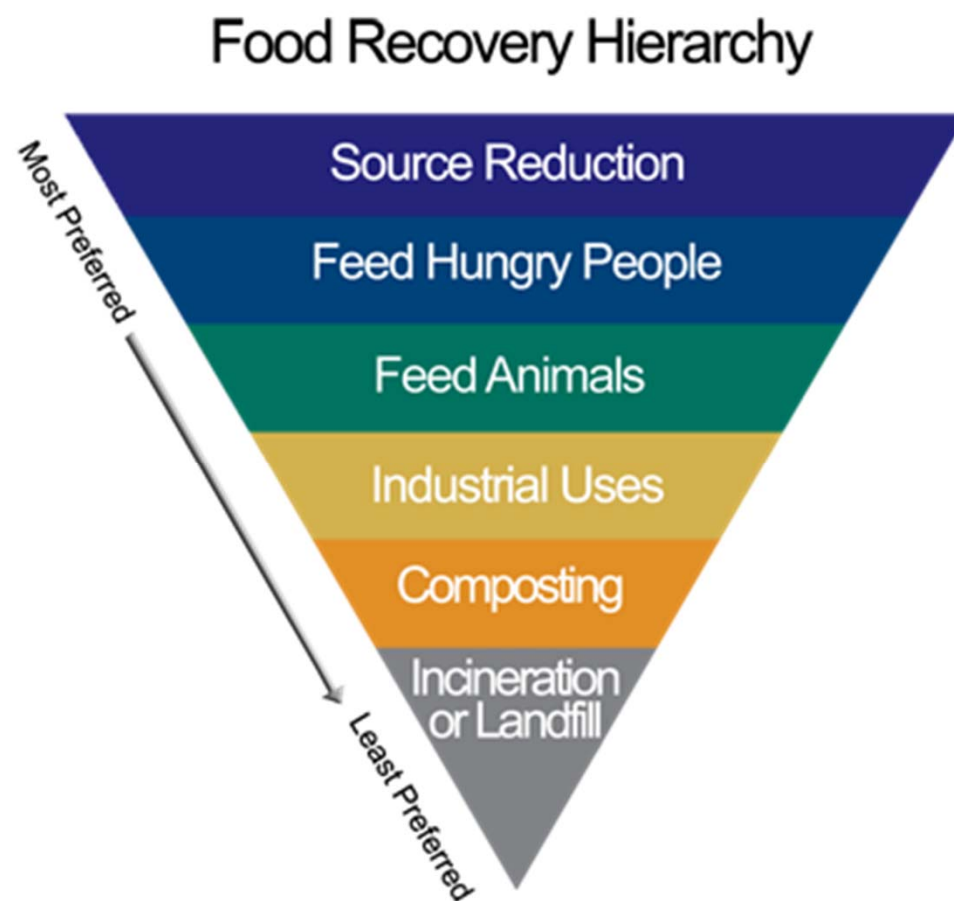 Food Recovery Hierarchy
Most Preferred
Source Reduction
Feed Hungry People
Feed Animals
Industrial Uses
Composting
Incineration
or Landfill
Least Preferred